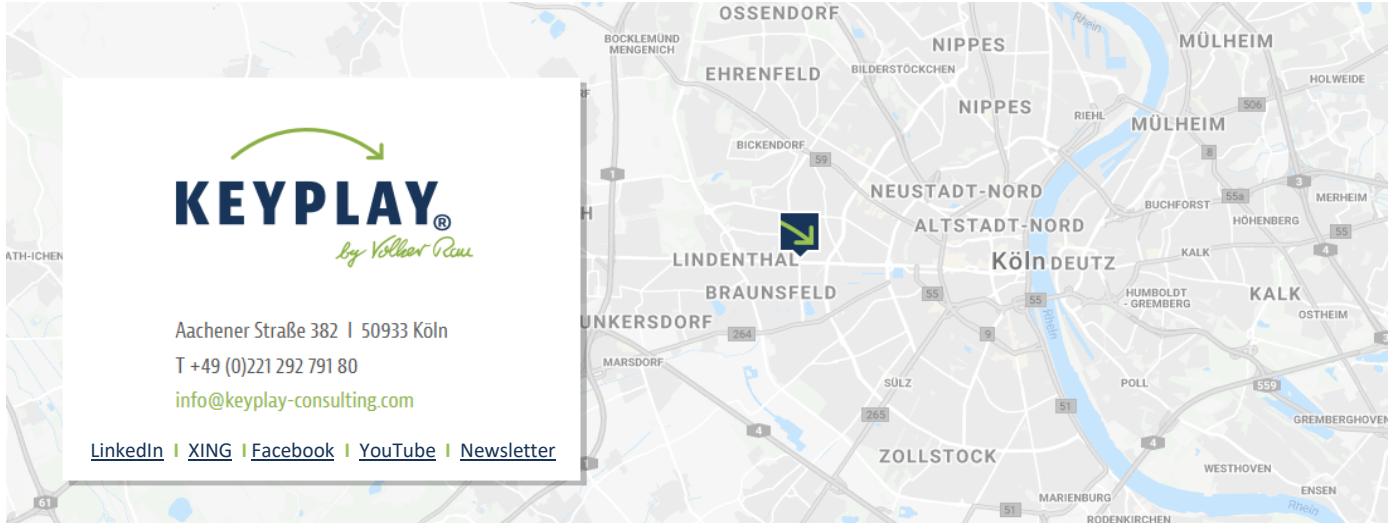 KEYPLAY®
by Volker Rau
Aachener Straße 382 I 50933 Köln
T +49 (0)221 292 791 80
info@keyplay-consulting.com
LinkedIn I XING I Facebook I YouTube I Newsletter
OSSENDORF
BOCKLEMÜND
MENGENICH
NIPPES
MÜLHEIM
Rhein
EHRENFELD
BILDERSTÖCKCHEN
HOLWEIDE
NIPPES
RIEHL
506
MÜLHEIM
BICKENDORF
59
8
1
3
NEUSTADT-NORD
BUCHFORST
55a
MERHEIM
ALTSTADT-NORD
HÖHENBERG
55
4
ATH-ICHEN
LINDENTHAL
Köln
DEUTZ
KALK
BRAUNSFELD
55
55
HUMBOLDT
- GREMBERG
KALK
OSTHEIM
UNKERSDORF
264
9
Rhein
3
MARSDORF
SÜLZ
POLL
559
265
51
GREMBERGHOVEN
4
4
ZOLLSTOCK
1
WESTHOVEN
61
MARIENBURG
ENSEN
51
Rhein
RODENKIRCHEN